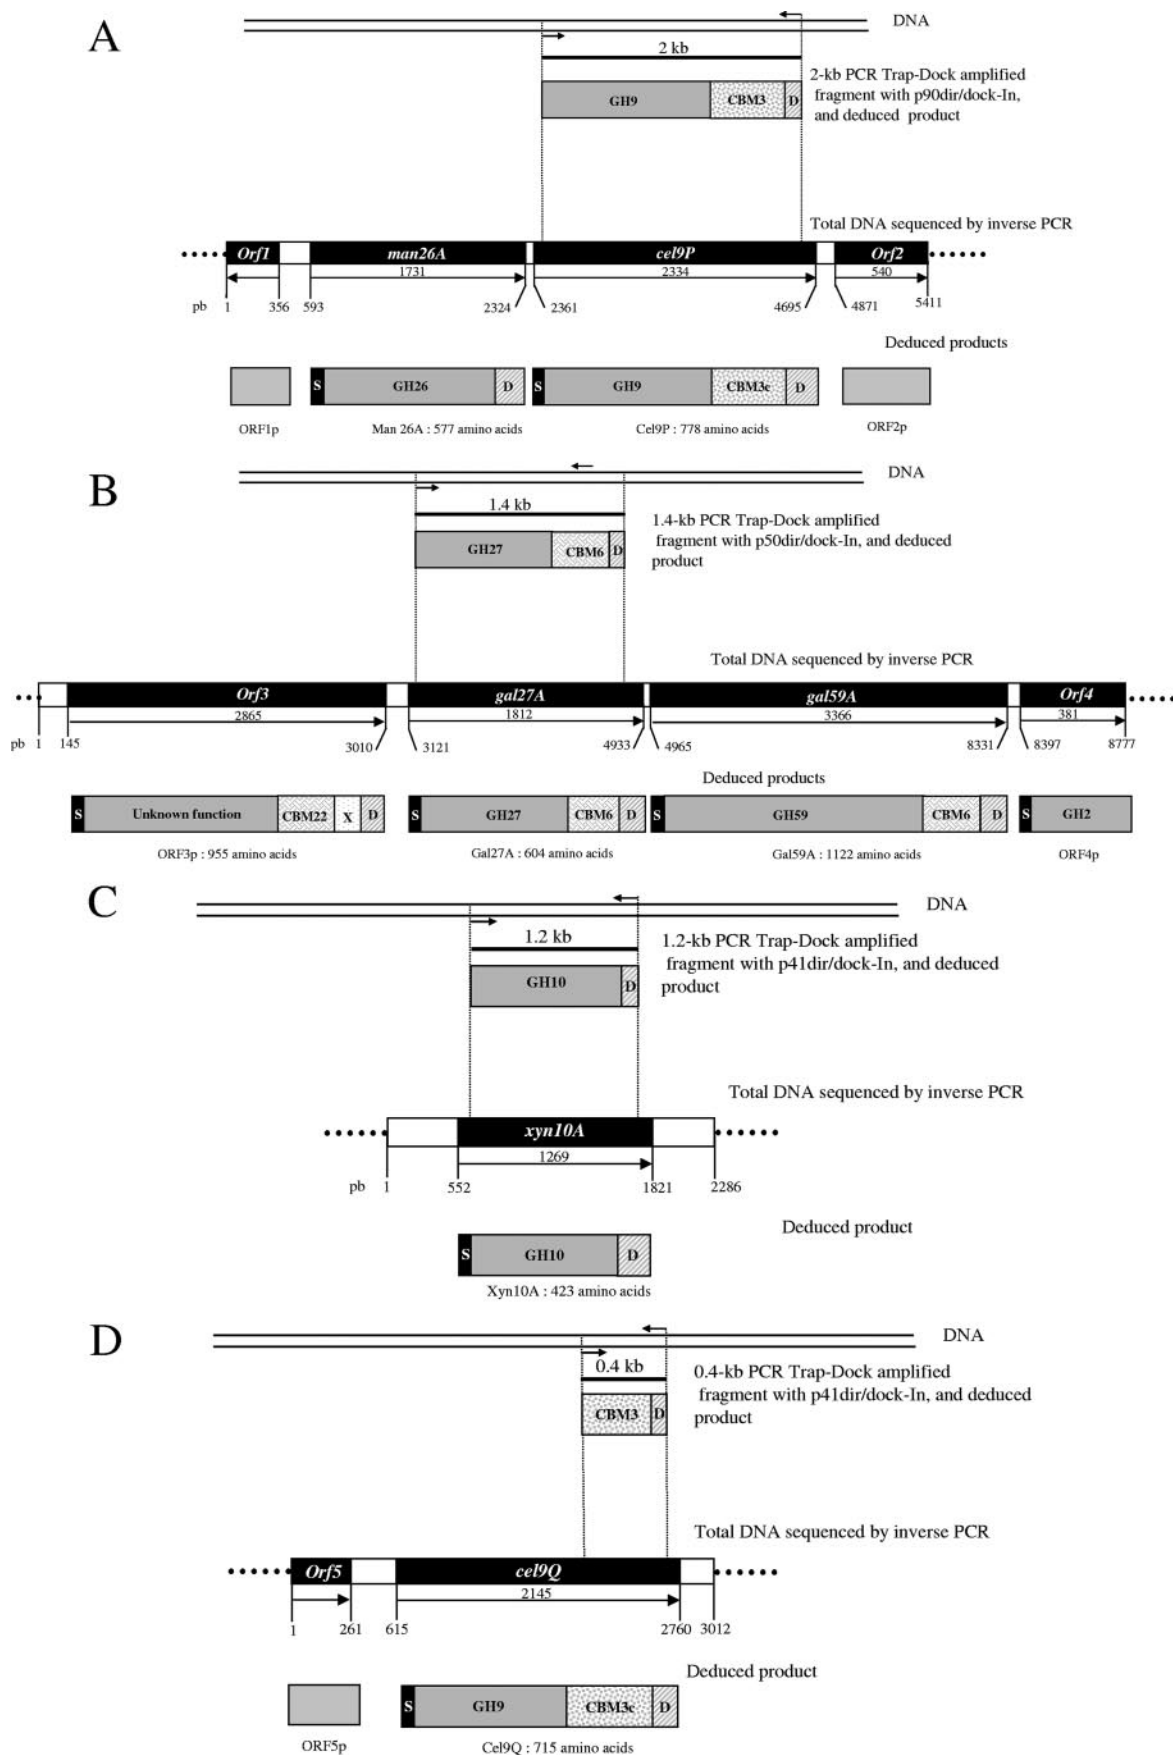 A
DNA
2 kb
2-kb PCR Trap-Dock amplified
fragment with p90dir/dock-In,
and deduced product
GH9 CBM3 D
Total DNA sequenced by inverse PCR
Orf1 man26A cel9P Orf2
1731 2334 540
pb 1 356 593 2324 2361 4695 4871 5411
Deduced products
S GH26 D S GH9 CBM3c D
ORF1p Man 26A : 577 amino acids Cel9P : 778 amino acids ORF2p
B
DNA
1.4 kb
1.4-kb PCR Trap-Dock amplified
fragment with p50dir/dock-In, and deduced
product
GH27 CBM6 D
Total DNA sequenced by inverse PCR
Orf3 gal27A gal59A Orf4
2865 1812 3366 381
pb 1 145 3010 3121 4933 4965 8331 8397 8777
Deduced products
S Unknown function CBM22 X D S GH27 CBM6 D S GH59 CBM6 D S GH2
ORF3p : 955 amino acids Gal27A : 604 amino acids Gal59A : 1122 amino acids ORF4p
C
DNA
1.2 kb
1.2-kb PCR Trap-Dock amplified
fragment with p41dir/dock-In, and deduced
product
GH10 D
Total DNA sequenced by inverse PCR
xyn10A
1269
pb 1 552 1821 2286
Deduced product
S GH10 D
Xyn10A : 423 amino acids
D
DNA
0.4 kb
0.4-kb PCR Trap-Dock amplified
fragment with p41dir/dock-In, and deduced
product
CBM3 D
Total DNA sequenced by inverse PCR
Orf5 cel9Q
2145
1 261 615 2760 3012
Deduced product
S GH9 CBM3c D
ORF5p Cel9Q : 715 amino acids